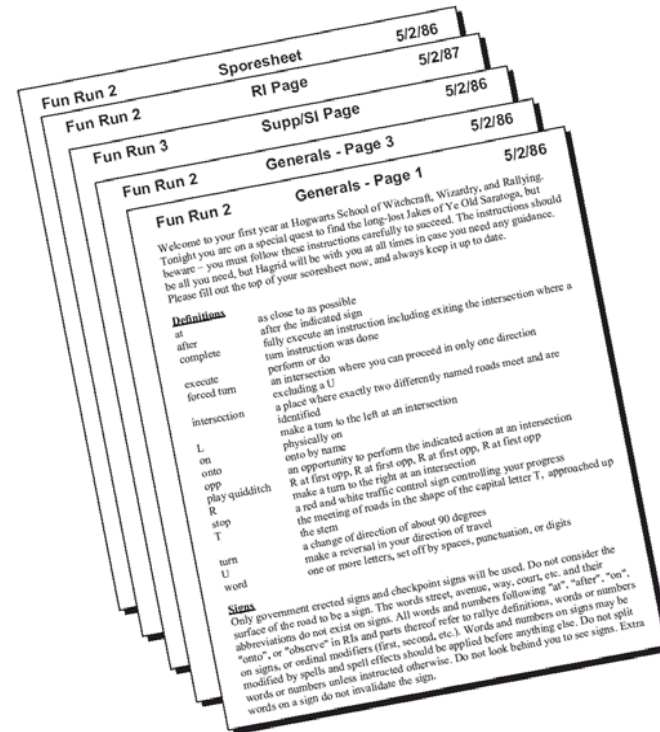 Fun Run 2 Sporesheet 5/2/86
Fun Run 2 RI Page 5/2/87
Fun Run 3 Supp/SI Page 5/2/86
Fun Run 2 Generals - Page 3 5/2/86
Fun Run 2 Generals - Page 1 5/2/86
Welcome to your first year at Hogwarts School of Witchcraft, Wizardry, and Rallying.
Tonight you are on a special quest to find the long-lost Jakes of Ye Old Saratoga, but
beware – you must follow these instructions carefully to succeed. The instructions should
be all you need, but Hagrid will be with you at all times in case you need any guidance.
Please fill out the top of your scoresheet now, and always keep it up to date.
Definitions
at as close to as possible
after after the indicated sign
complete fully execute an instruction including exiting the intersection where a
turn instruction was done
execute perform or do
forced turn an intersection where you can proceed in only one direction
excluding a U
intersection a place where exactly two differently named roads meet and are
identified
L make a turn to the left at an intersection
on physically on
onto onto by name
opp an opportunity to perform the indicated action at an intersection
play quidditch R at first opp, R at first opp, R at first opp, R at first opp
R make a turn to the right at an intersection
stop a red and white traffic control sign controlling your progress
T the meeting of roads in the shape of the capital letter T, approached up
the stem
turn a change of direction of about 90 degrees
U make a reversal in your direction of travel
word one or more letters, set off by spaces, punctuation, or digits
Signs
Only government erected signs and checkpoint signs will be used. Do not consider the
surface of the road to be a sign. The words street, avenue, way, court, etc. and their
abbreviations do not exist on signs. All words and numbers following "at", "after", "on",
"onto", or "observe" in RIs and parts thereof refer to rallye definitions, words or numbers
on signs, or ordinal modifiers (first, second, etc.). Words and numbers on signs may be
modified by spells and spell effects should be applied before anything else. Do not split
words or numbers unless instructed otherwise. Do not look behind you to see signs. Extra
words on a sign do not invalidate the sign.